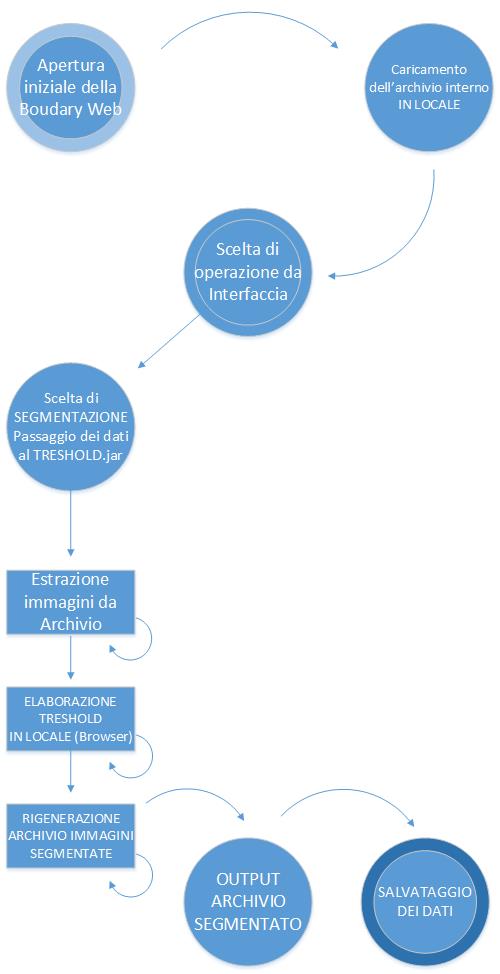 Apertura
iniziale della
Boudary Web
Caricamento
dell'archivio interno
IN LOCALE
Scelta di
operazione da
Interfaccia
Scelta di
SEGMENTAZIONE
Passaggio dei dati
al TRESHOLD.jar
Estrazione
immagini da
Archivio
ELABORAZIONE
TRESHOLD
IN LOCALE (Browser)
RIGENERAZIONE
ARCHIVIO IMMAGINI
SEGMENTATE
OUTPUT
ARCHIVIO
SEGMENTATO
SALVATAGGIO
DEI DATI